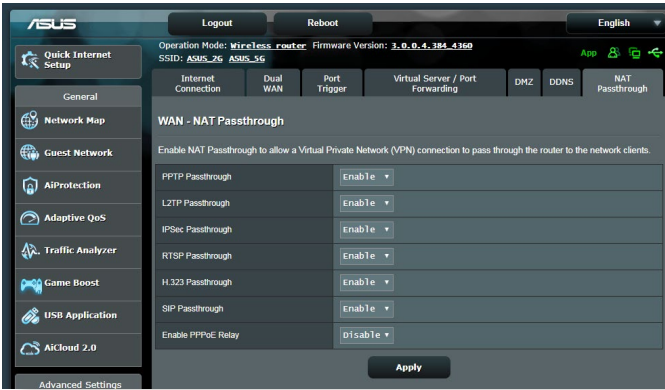 ASUS
Logout
Reboot
English
Quick Internet
Setup
Operation Mode: Wireless router Firmware Version: 3.0.0.4.384_4360
SSID: ASUS_2G ASUS_5G
App
General
Network Map
Guest Network
AiProtection
Adaptive QoS
Traffic Analyzer
Game Boost
USB Application
AiCloud 2.0
Advanced Settings
Internet
Connection
Dual
WAN
Port
Trigger
Virtual Server / Port
Forwarding
DMZ
DDNS
NAT
Passthrough
WAN - NAT Passthrough
Enable NAT Passthrough to allow a Virtual Private Network (VPN) connection to pass through the router to the network clients.
PPTP Passthrough Enable
L2TP Passthrough Enable
IPSec Passthrough Enable
RTSP Passthrough Enable
H.323 Passthrough Enable
SIP Passthrough Enable
Enable PPPoE Relay Disable
Apply